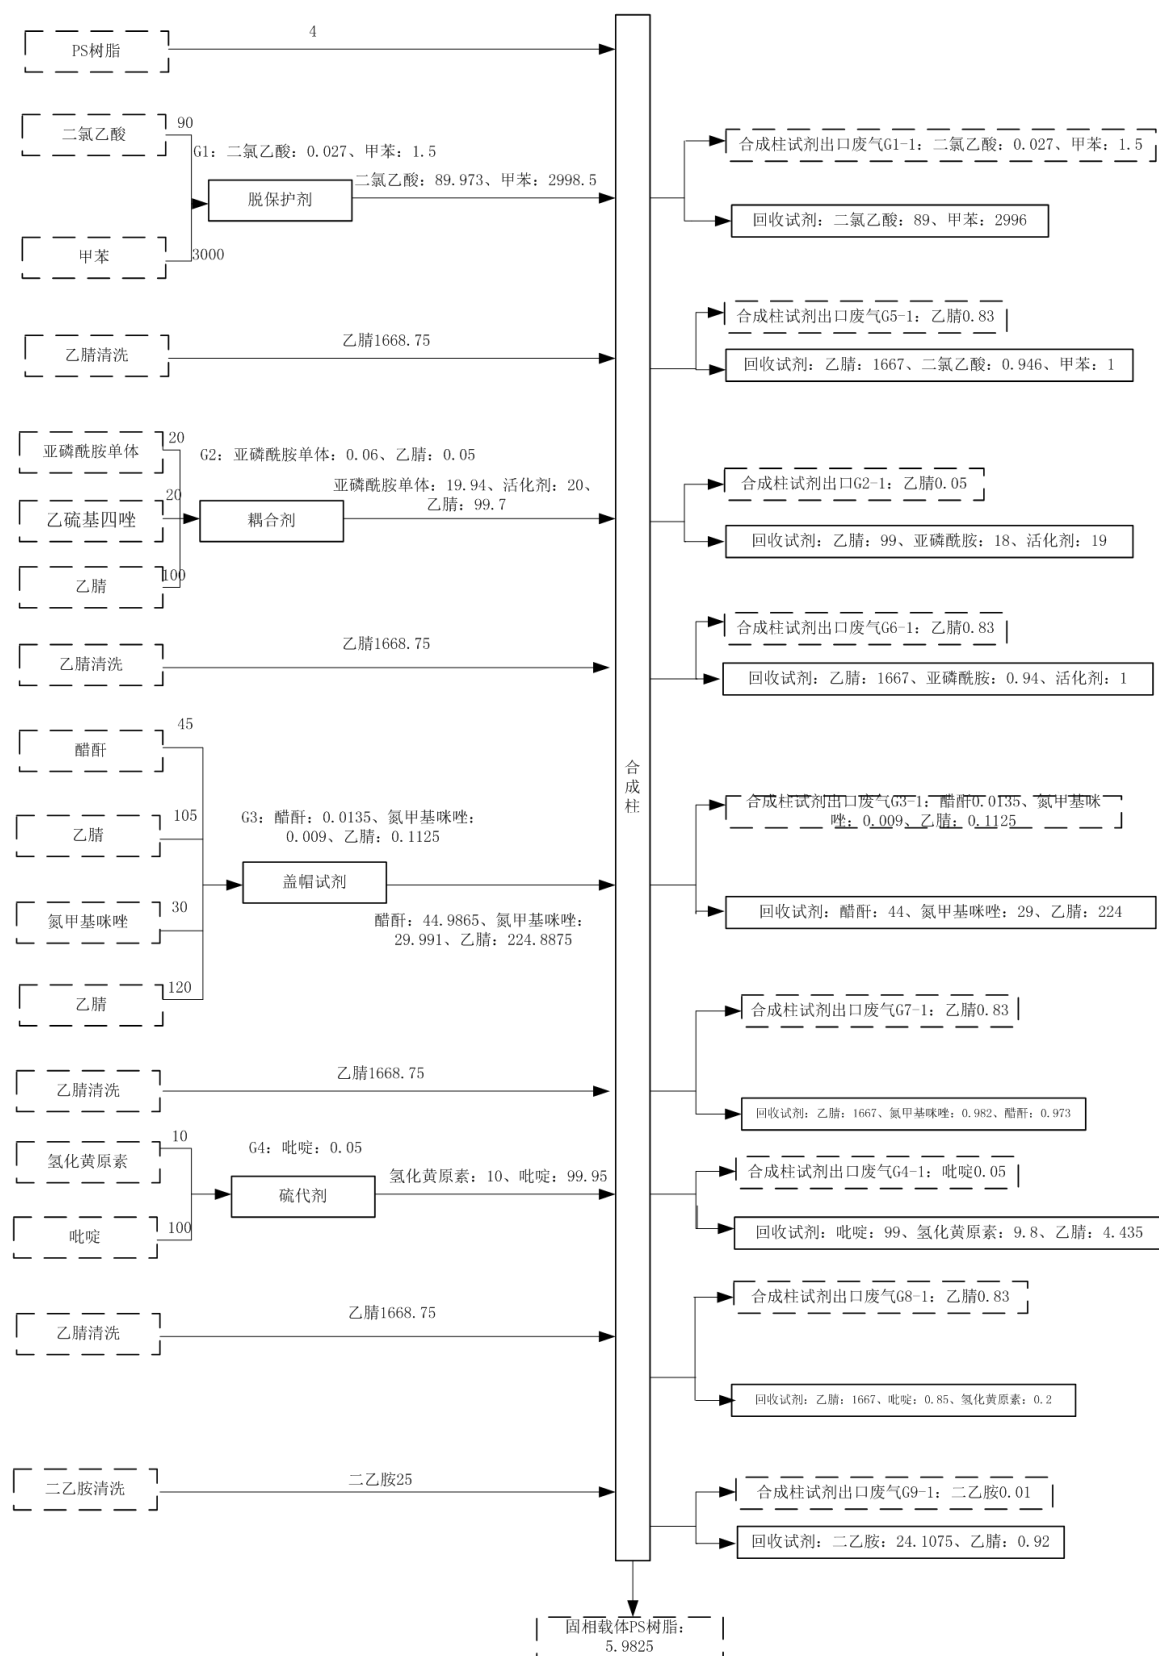 4
PS树脂
二氯乙酸
90
G1：二氯乙酸：0.027、甲苯：1.5
二氯乙酸：89.973、甲苯：2998.5
脱保护剂
甲苯
3000
合成柱试剂出口废气G1-1：二氯乙酸：0.027、甲苯：1.5
回收试剂：二氯乙酸：89、甲苯：2996
乙腈清洗
乙腈1668.75
合成柱试剂出口废气G5-1：乙腈0.83
回收试剂：乙腈：1667、二氯乙酸：0.946、甲苯：1
亚磷酰胺单体
20
G2：亚磷酰胺单体：0.06、乙腈：0.05
乙硫基四唑
20
耦合剂
亚磷酰胺单体：19.94、活化剂：20、
乙腈：99.7
乙腈
100
合成柱试剂出口G2-1：乙腈0.05
回收试剂：乙腈：99、亚磷酰胺：18、活化剂：19
乙腈清洗
乙腈1668.75
合成柱试剂出口废气G6-1：乙腈0.83
回收试剂：乙腈：1667、亚磷酰胺：0.94、活化剂：1
醋酐
45
乙腈
105
G3：醋酐：0.0135、氮甲基咪唑：
0.009、乙腈：0.1125
盖帽试剂
氮甲基咪唑
30
醋酐：44.9865、氮甲基咪唑：
29.991、乙腈：224.8875
乙腈
120
合
成
柱
合成柱试剂出口废气G3-1：醋酐0.0135、氮甲基咪
唑：0.009、乙腈：0.1125
回收试剂：醋酐：44、氮甲基咪唑：29、乙腈：224
乙腈清洗
乙腈1668.75
合成柱试剂出口废气G7-1：乙腈0.83
回收试剂：乙腈：1667、氮甲基咪唑：0.982、醋酐：0.973
氢化黄原素
10
G4：吡啶：0.05
硫代剂
氢化黄原素：10、吡啶：99.95
吡啶
100
合成柱试剂出口废气G4-1：吡啶0.05
回收试剂：吡啶：99、氢化黄原素：9.8、乙腈：4.435
乙腈清洗
乙腈1668.75
合成柱试剂出口废气G8-1：乙腈0.83
回收试剂：乙腈：1667、吡啶：0.85、氢化黄原素：0.2
二乙胺清洗
二乙胺25
合成柱试剂出口废气G9-1：二乙胺0.01
回收试剂：二乙胺：24.1075、乙腈：0.92
固相载体PS树脂：
5.9825